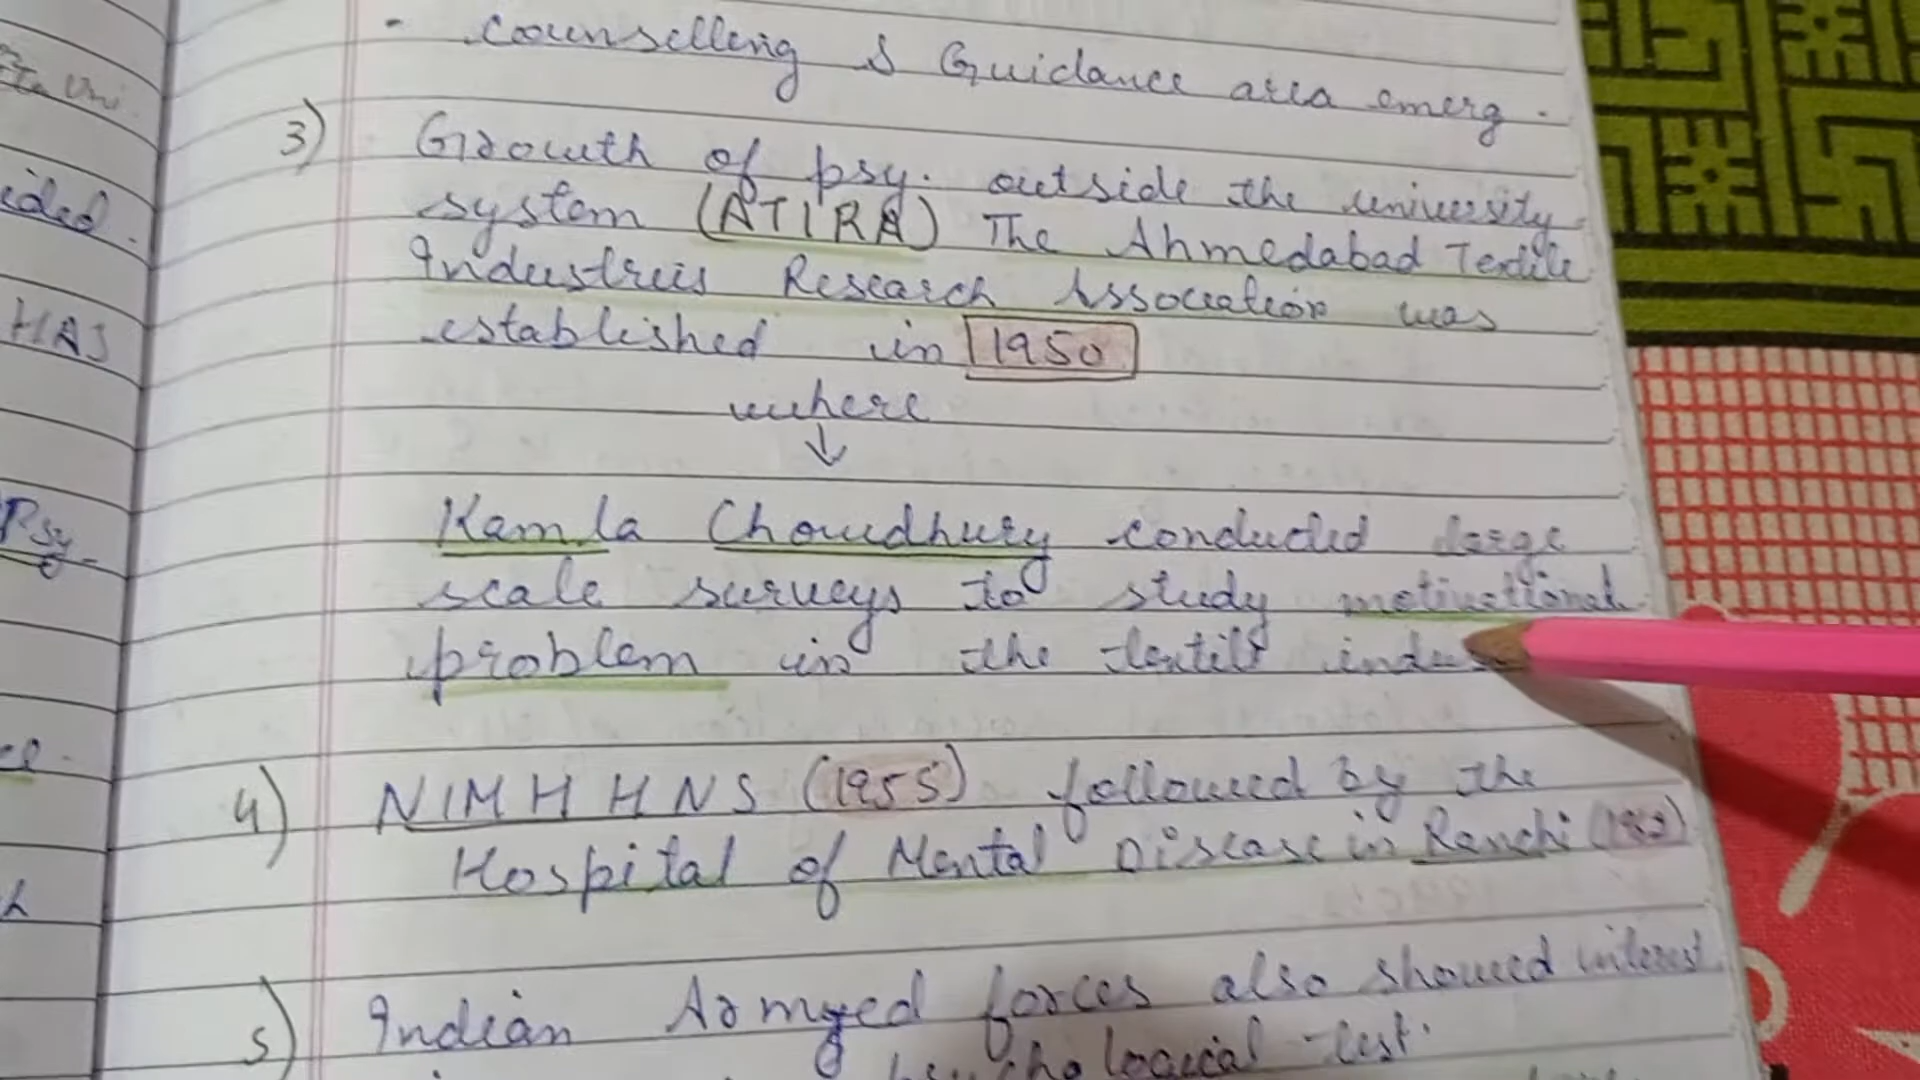 - Counselling & Guidance area emerg.
3) Growth of psy. outside the university
system (ATIRA) The Ahmedabad Textile
Industries Research Association was
established in 1950
where
↓
Kamla Choudhury conducted large
scale surveys to study motivational
problem in the textile
4) NIMHHNS (1955) followed by the
Hospital of Mental Disease in Ranchi
5) Indian Armyed forces also showed interest
psychological test.
ided.
HAS
Psy-